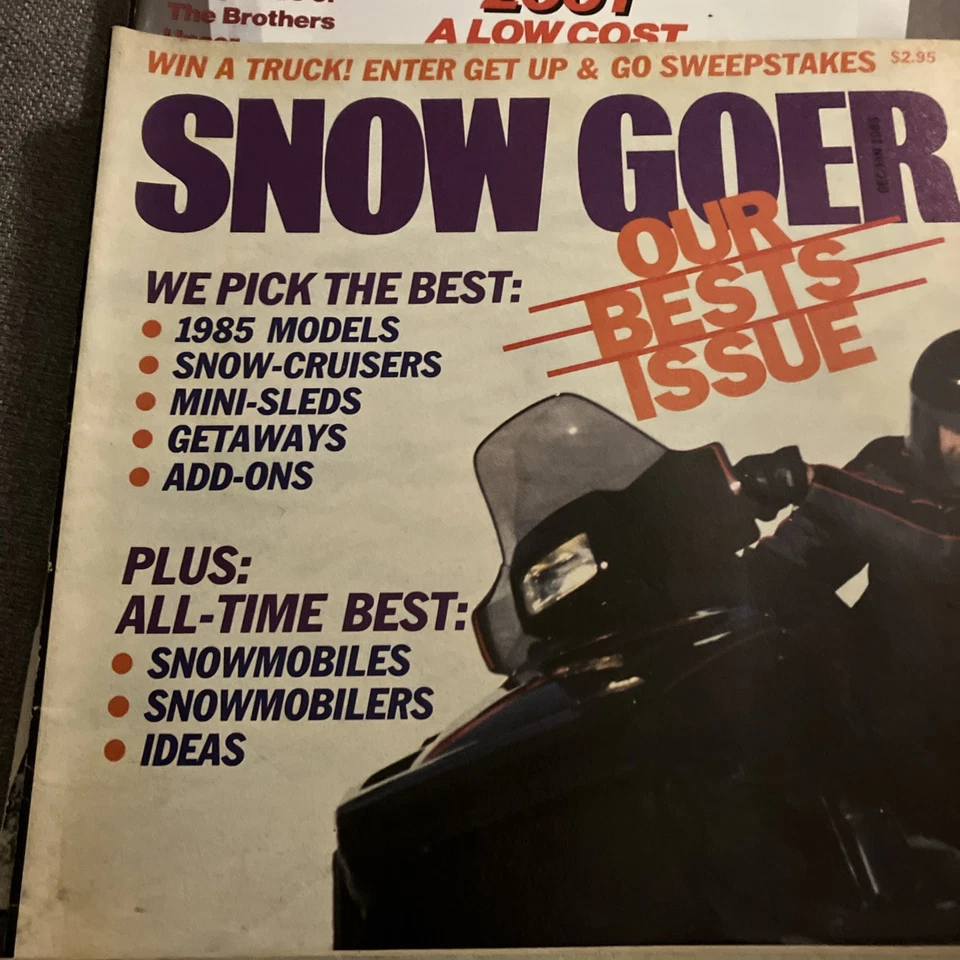 The Brothers
2001
A LOW COST
WIN A TRUCK! ENTER GET UP & GO SWEEPSTAKES $2.95
SNOW GOER
OUR
BESTS
ISSUE
WE PICK THE BEST:
• 1985 MODELS
• SNOW-CRUISERS
• MINI-SLEDS
• GETAWAYS
• ADD-ONS
PLUS:
ALL-TIME BEST:
• SNOWMOBILES
• SNOWMOBILERS
• IDEAS